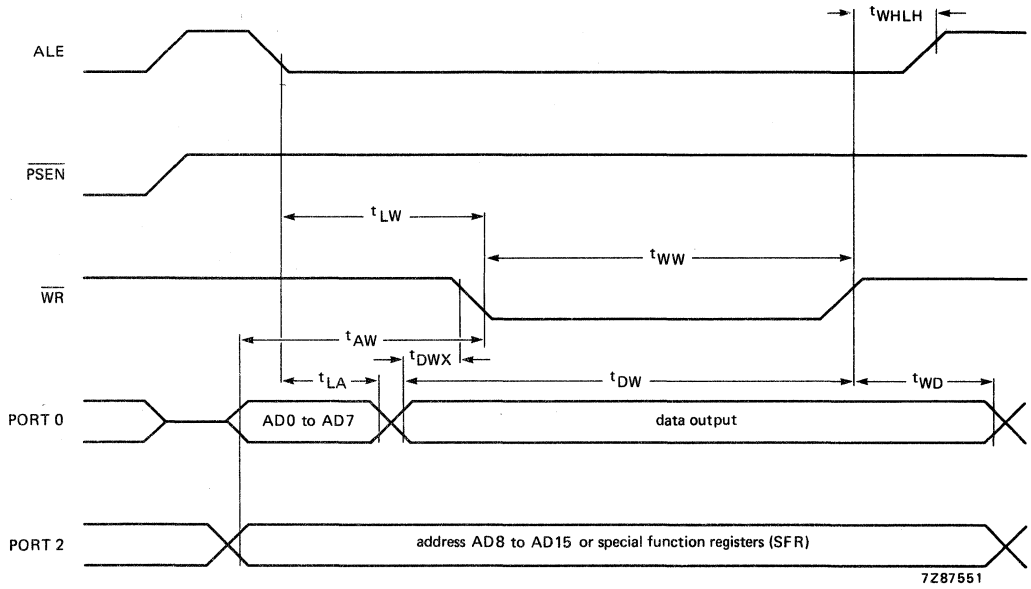 tWHLH
ALE
PSEN
tLW
tWW
WR
tAW
tDWX
tLA
tDW
tWD
PORT 0
AD0 to AD7
data output
PORT 2
address AD8 to AD15 or special function registers (SFR)
7Z87551